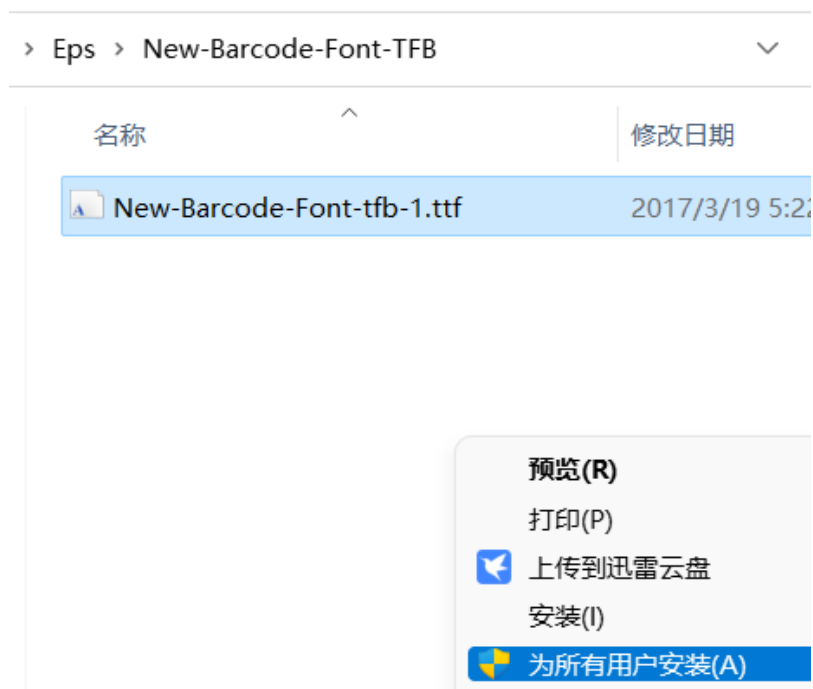 Eps > New-Barcode-Font-TFB
名称 修改日期
New-Barcode-Font-tfb-1.ttf 2017/3/19 5:22
预览(R)
打印(P)
上传到迅雷云盘
安装(I)
为所有用户安装(A)